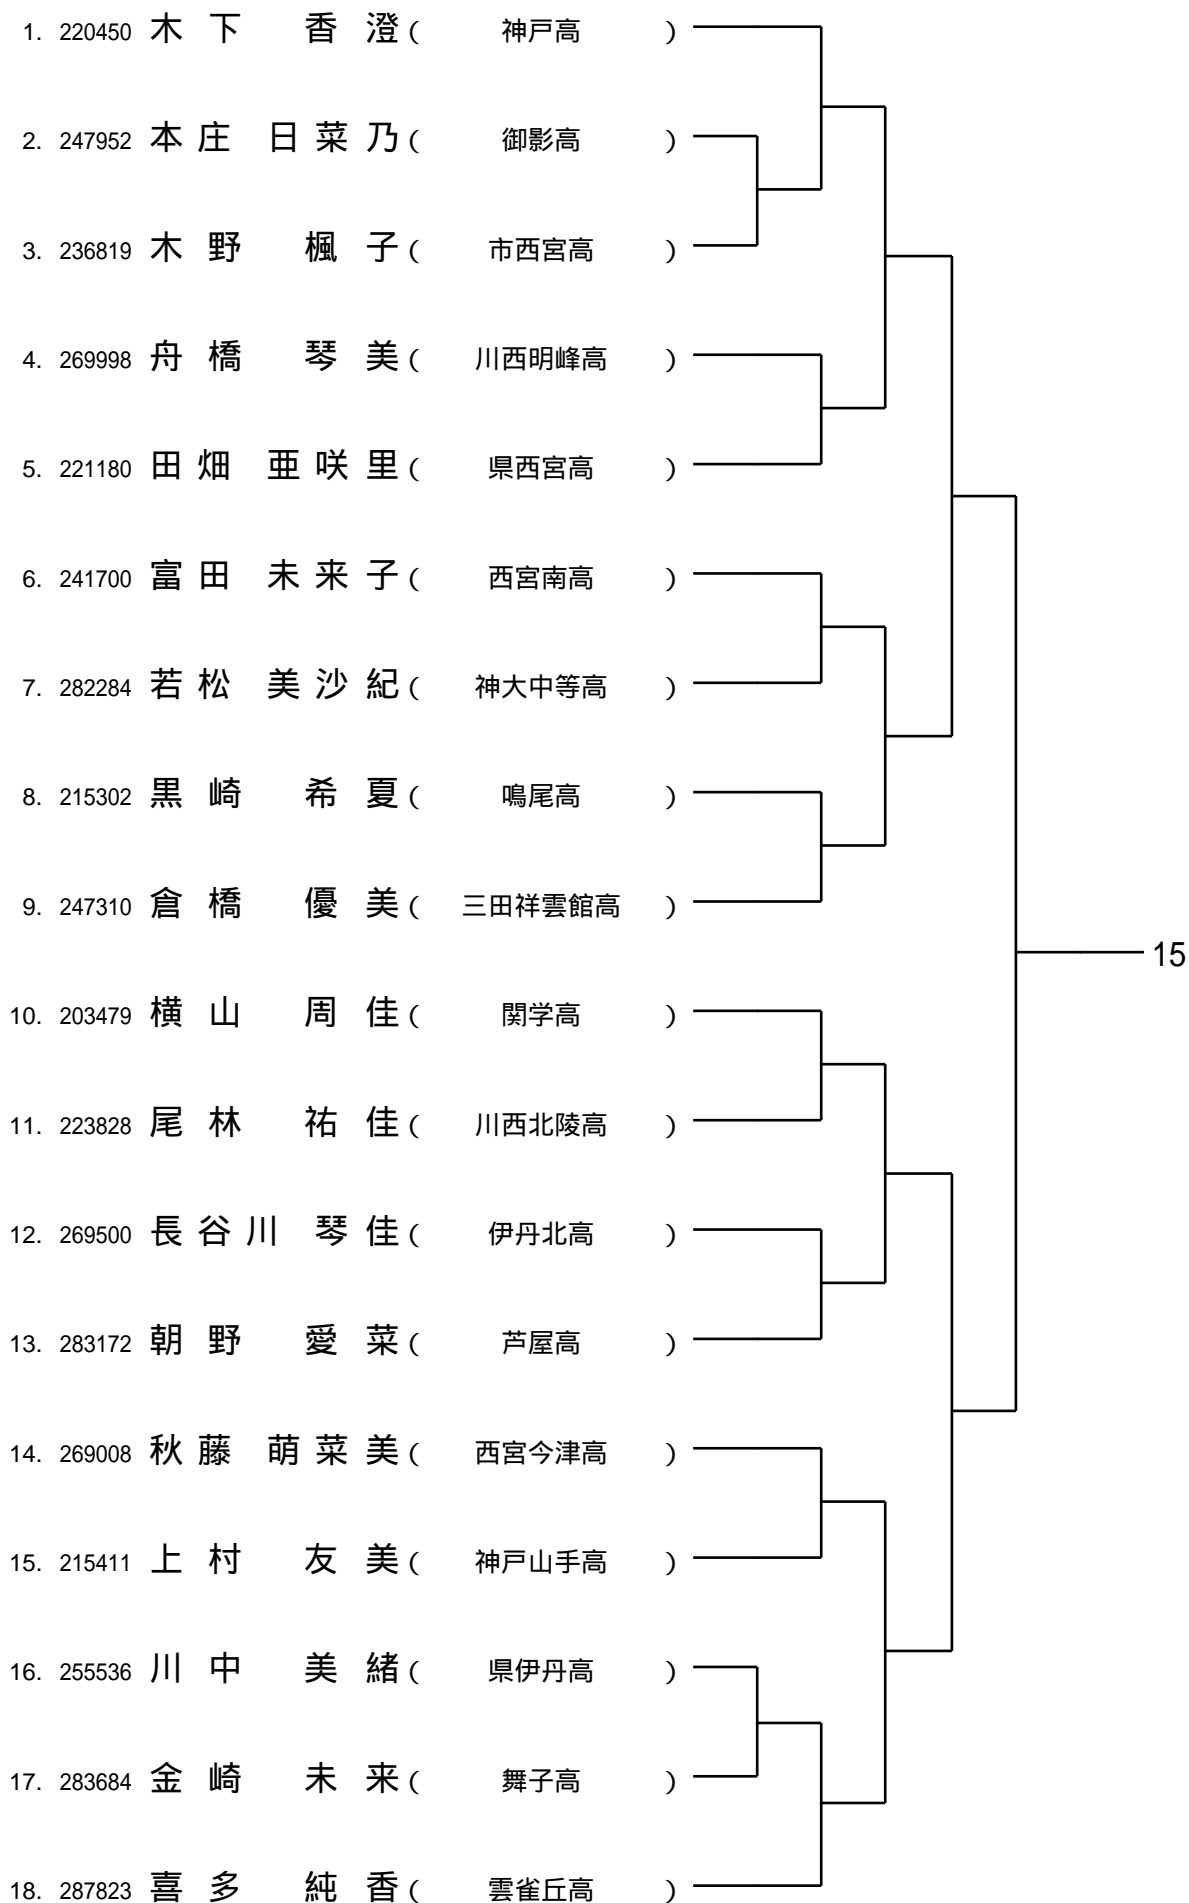 1. 220450 木下 香澄 ( 神戸高 )
2. 247952 本庄 日菜乃 ( 御影高 )
3. 236819 木野 楓子 ( 市西宮高 )
4. 269998 舟橋 琴美 ( 川西明峰高 )
5. 221180 田畑 亜咲里 ( 県西宮高 )
6. 241700 富田 未来子 ( 西宮南高 )
7. 282284 若松 美沙紀 ( 神大中等高 )
8. 215302 黒崎 希夏 ( 鳴尾高 )
9. 247310 倉橋 優美 ( 三田祥雲館高 )
15
10. 203479 横山 周佳 ( 関学高 )
11. 223828 尾林 祐佳 ( 川西北陵高 )
12. 269500 長谷川 琴佳 ( 伊丹北高 )
13. 283172 朝野 愛菜 ( 芦屋高 )
14. 269008 秋藤 萌菜美 ( 西宮今津高 )
15. 215411 上村 友美 ( 神戸山手高 )
16. 255536 川中 美緒 ( 県伊丹高 )
17. 283684 金崎 未来 ( 舞子高 )
18. 287823 喜多 純香 ( 雲雀丘高 )